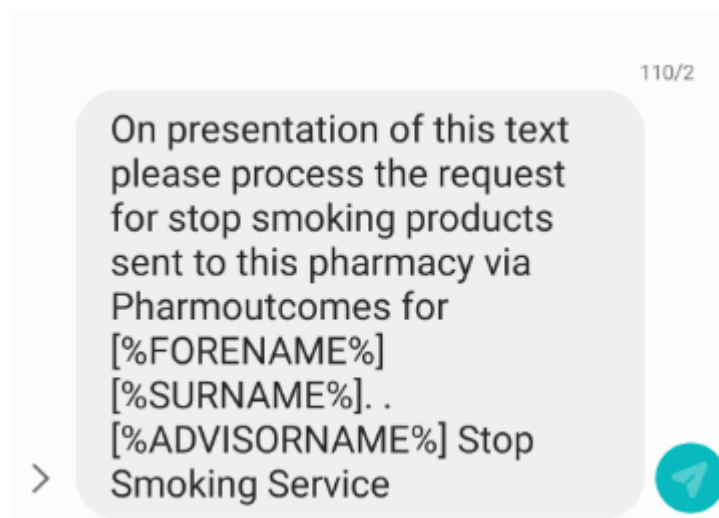 110/2
On presentation of this text
please process the request
for stop smoking products
sent to this pharmacy via
Pharmoutcomes for
[%FORENAME%]
[%SURNAME%]. .
[%ADVISORNAME%] Stop
Smoking Service